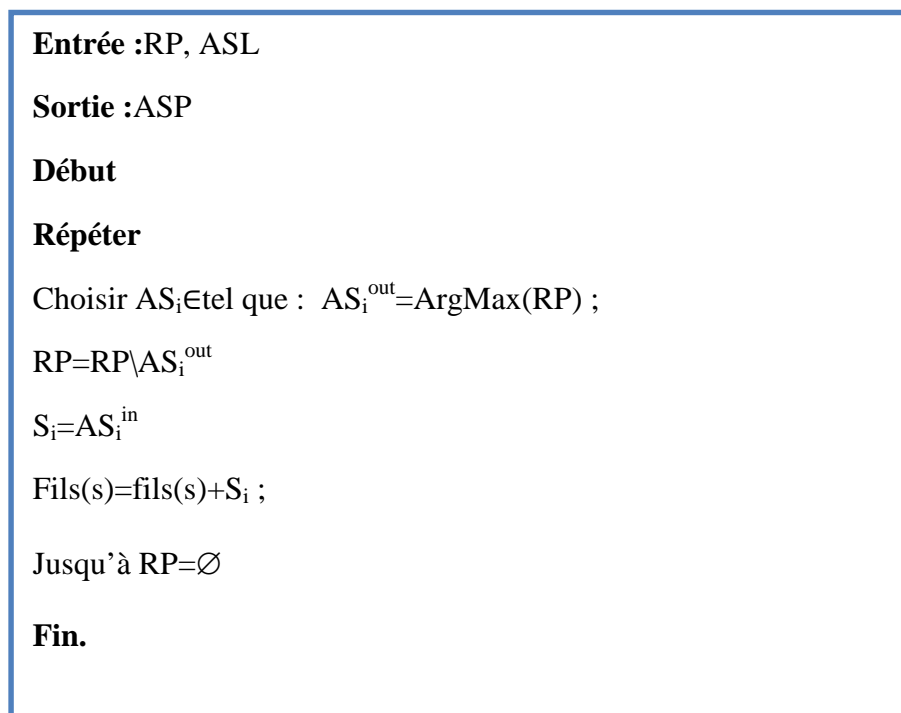 Entrée :RP, ASL
Sortie :ASP
Début
Répéter
Choisir ASᵢ∈tel que : ASᵢᵒᵘᵗ=ArgMax(RP) ;
RP=RP\ASᵢᵒᵘᵗ
Sᵢ=ASᵢⁱⁿ
Fils(s)=fils(s)+Sᵢ ;
Jusqu’à RP=∅
Fin.